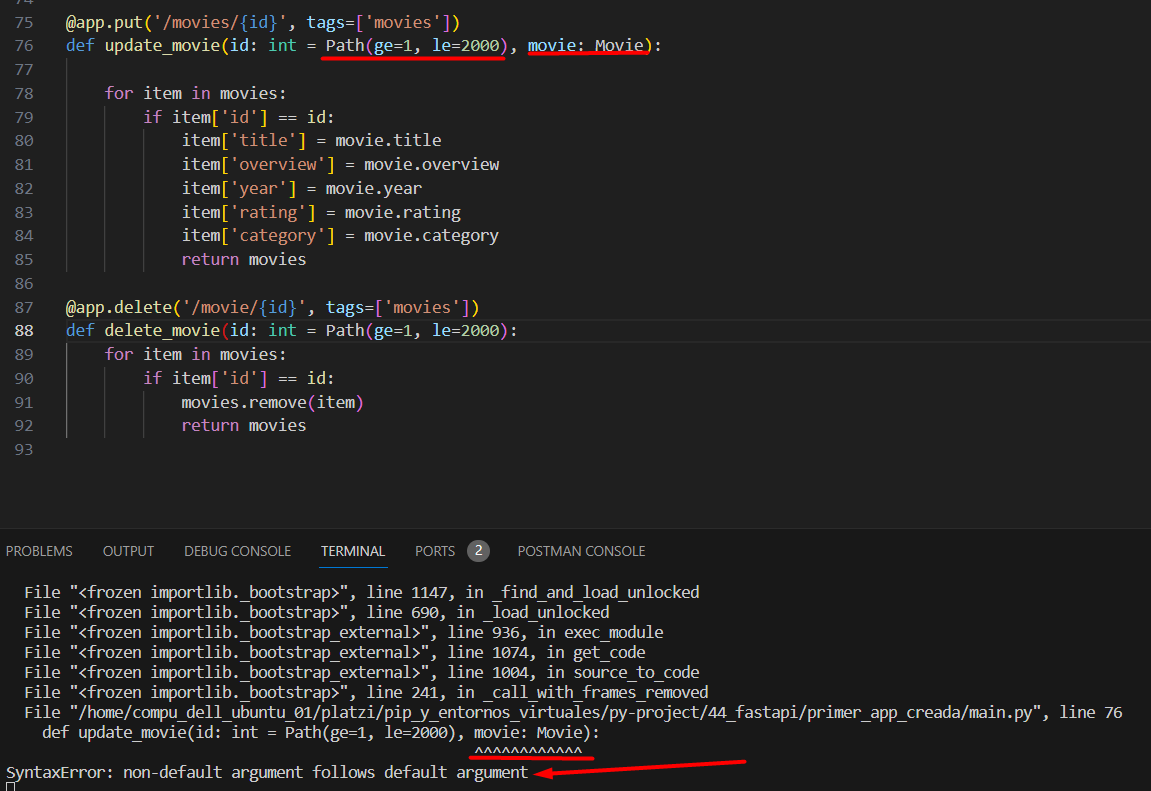 74
75 @app.put('/movies/{id}', tags=['movies'])
76 def update_movie(id: int = Path(ge=1, le=2000), movie: Movie):
77
78 for item in movies:
79 if item['id'] == id:
80 item['title'] = movie.title
81 item['overview'] = movie.overview
82 item['year'] = movie.year
83 item['rating'] = movie.rating
84 item['category'] = movie.category
85 return movies
86
87 @app.delete('/movie/{id}', tags=['movies'])
88 def delete_movie(id: int = Path(ge=1, le=2000):
89 for item in movies:
90 if item['id'] == id:
91 movies.remove(item)
92 return movies
93
PROBLEMS OUTPUT DEBUG CONSOLE TERMINAL PORTS 2 POSTMAN CONSOLE
File "<frozen importlib._bootstrap>", line 1147, in _find_and_load_unlocked
File "<frozen importlib._bootstrap>", line 690, in _load_unlocked
File "<frozen importlib._bootstrap_external>", line 936, in exec_module
File "<frozen importlib._bootstrap_external>", line 1074, in get_code
File "<frozen importlib._bootstrap_external>", line 1004, in source_to_code
File "<frozen importlib._bootstrap>", line 241, in _call_with_frames_removed
File "/home/compu_dell_ubuntu_01/platzi/pip_y_entornos_virtuales/py-project/44_fastapi/primer_app_creada/main.py", line 76
def update_movie(id: int = Path(ge=1, le=2000), movie: Movie):
^^^^^^^^^^^^
SyntaxError: non-default argument follows default argument